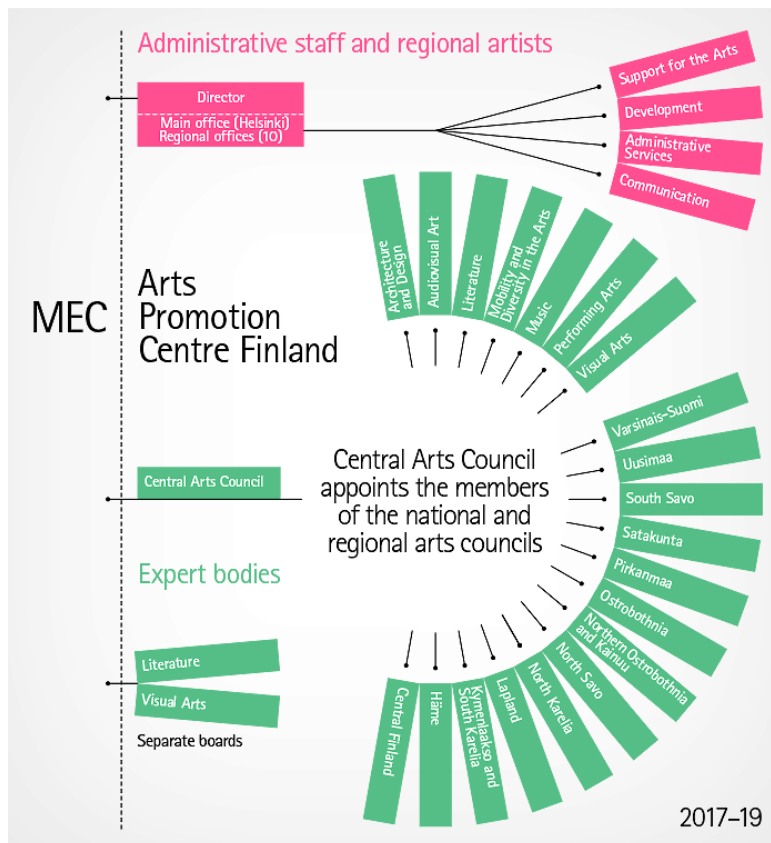 Administrative staff and regional artists
Director
Main office (Helsinki)
Regional offices (10)
Support for the Arts
Development
Administrative
Services
Communication
MEC
Arts
Promotion
Centre Finland
Architecture
and Design
Audiovisual Art
Literature
Mobility and
Diversity in the Arts
Music
Performing Arts
Visual Arts
Central Arts Council
Central Arts Council
appoints the members
of the national and
regional arts councils
Varsinais-Suomi
Uusimaa
South Savo
Satakunta
Pirkanmaa
Ostrobothnia
Northern Ostrobothnia
and Kainuu
North Savo
North Karelia
Lapland
Kymenlaakso and
South Karelia
Häme
Central Finland
Expert bodies
Literature
Visual Arts
Separate boards
2017–19